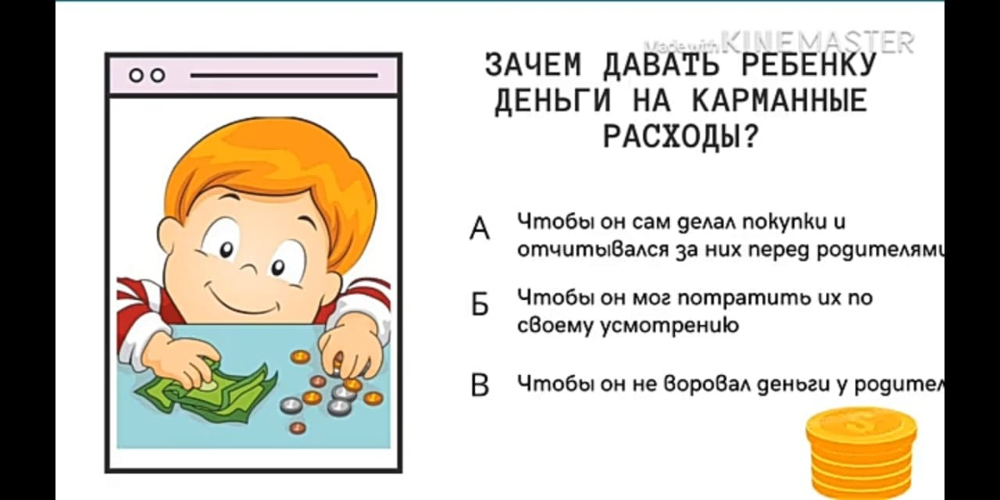 Made with KINEMASTER
ЗАЧЕМ ДАВАТЬ РЕБЕНКУ
ДЕНЬГИ НА КАРМАННЫЕ
РАСХОДЫ?
А Чтобы он сам делал покупки и
отчитывался за них перед родителями
Б Чтобы он мог потратить их по
своему усмотрению
В Чтобы он не воровал деньги у родител